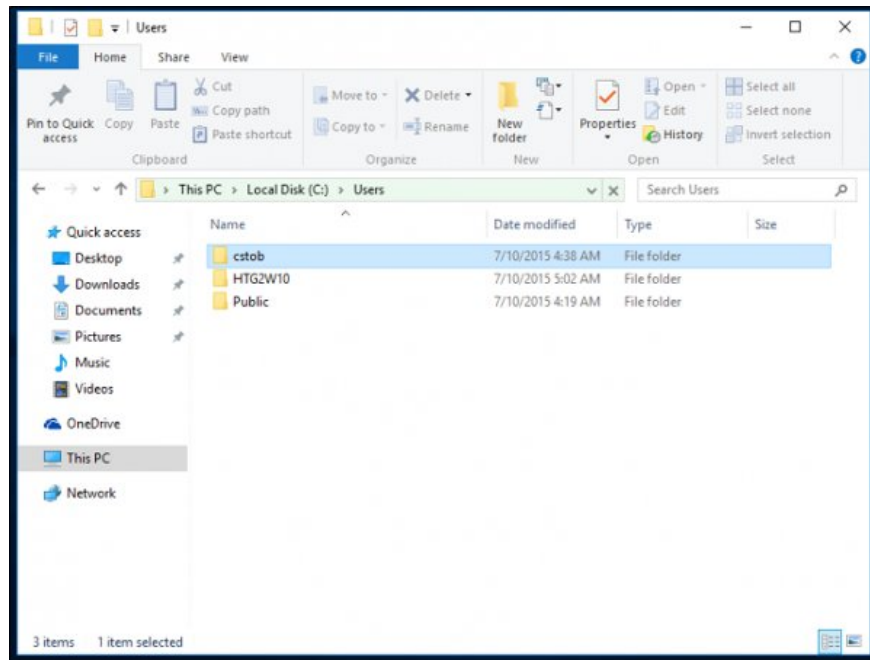 Users
File Home Share View
Pin to Quick access
Copy
Paste
Cut
Copy path
Paste shortcut
Clipboard
Move to
Copy to
Delete
Rename
Organize
New folder
New
Properties
Open
Edit
History
Open
Select all
Select none
Invert selection
Select
This PC > Local Disk (C:) > Users
Search Users
Quick access
Desktop
Downloads
Documents
Pictures
Music
Videos
OneDrive
This PC
Network
Name Date modified Type Size
cstob 7/10/2015 4:38 AM File folder
HTG2W10 7/10/2015 5:02 AM File folder
Public 7/10/2015 4:19 AM File folder
3 items 1 item selected